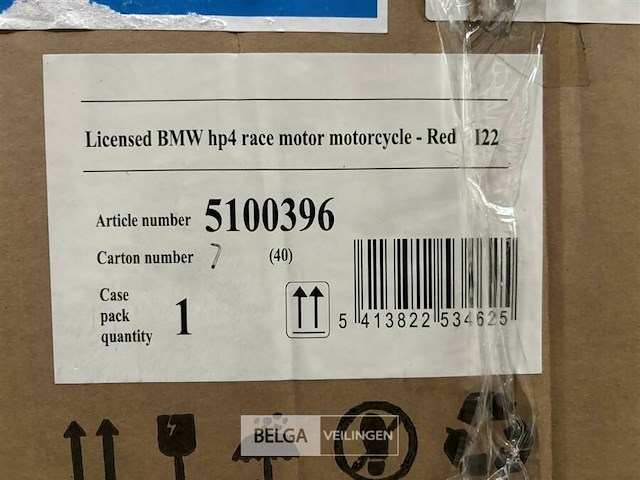 Licensed BMW hp4 race motor motorcycle - Red 122
Article number 5100396
Carton number 7 (40)
Case
pack
quantity 1
5 413822 534625
BELGA VEILINGEN